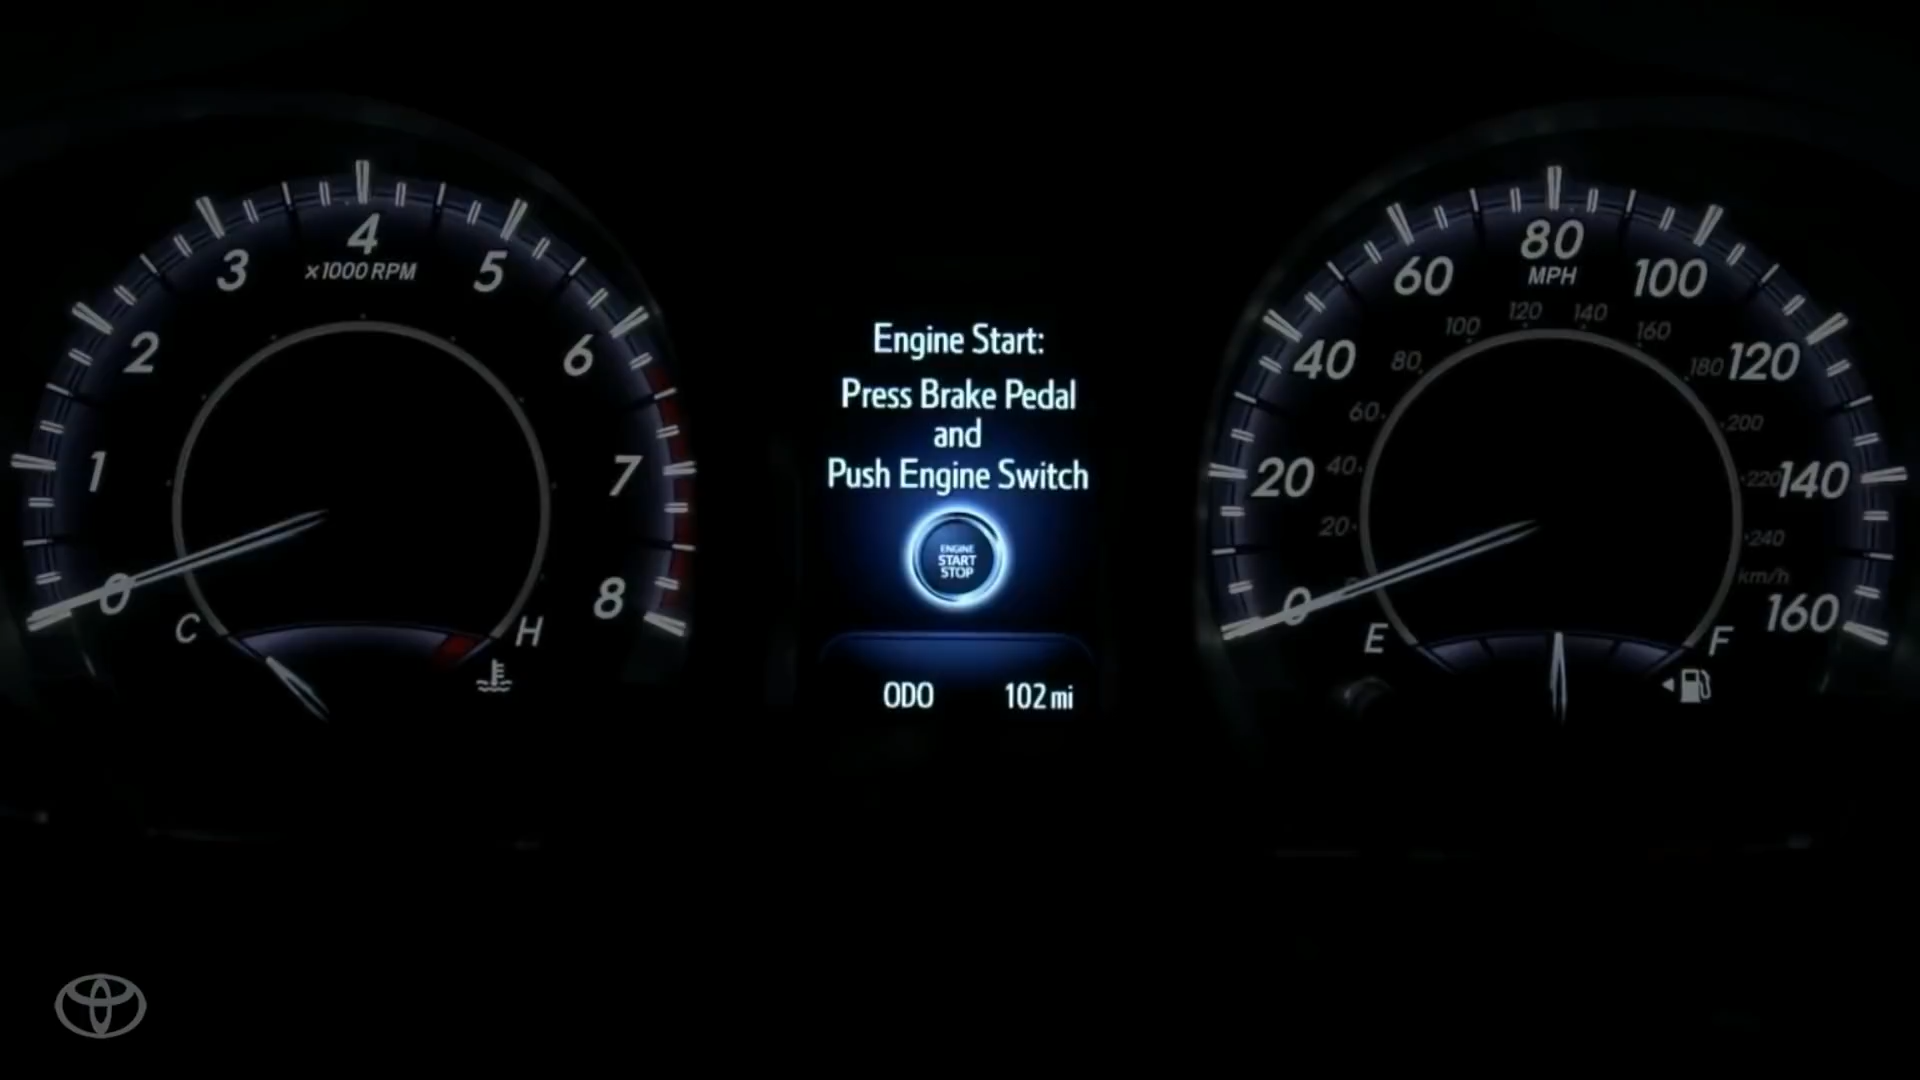 4
3
5
x1000 RPM
2
6
1
7
0
8
C
H
Engine Start:
Press Brake Pedal
and
Push Engine Switch
ENGINE
START
STOP
ODO 102 mi
80
MPH
60
100
40
120
20
140
0
160
100
120
140
160
80
180
60
200
40
220
20
240
km/h
E
F